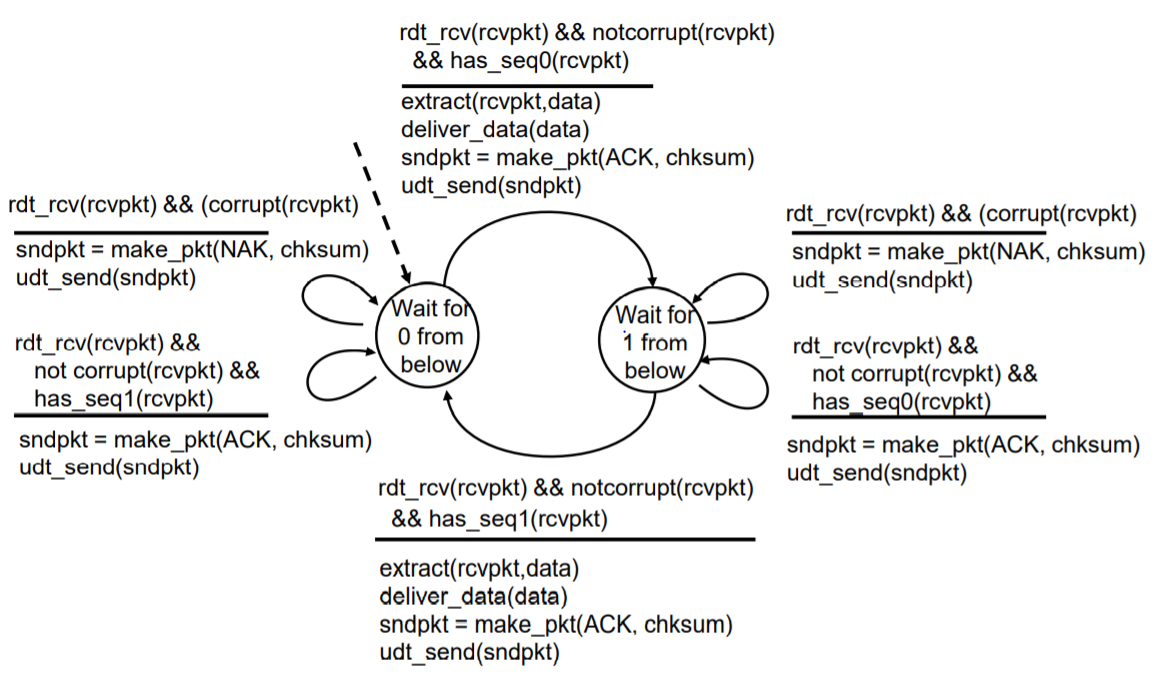 rdt_rcv(rcvpkt) && notcorrupt(rcvpkt)
&& has_seq0(rcvpkt)
extract(rcvpkt,data)
deliver_data(data)
sndpkt = make_pkt(ACK, chksum)
udt_send(sndpkt)
rdt_rcv(rcvpkt) && (corrupt(rcvpkt)
sndpkt = make_pkt(NAK, chksum)
udt_send(sndpkt)
rdt_rcv(rcvpkt) &&
not corrupt(rcvpkt) &&
has_seq1(rcvpkt)
sndpkt = make_pkt(ACK, chksum)
udt_send(sndpkt)
Wait for
0 from
below
Wait for
1 from
below
rdt_rcv(rcvpkt) && (corrupt(rcvpkt)
sndpkt = make_pkt(NAK, chksum)
udt_send(sndpkt)
rdt_rcv(rcvpkt) &&
not corrupt(rcvpkt) &&
has_seq0(rcvpkt)
sndpkt = make_pkt(ACK, chksum)
udt_send(sndpkt)
rdt_rcv(rcvpkt) && notcorrupt(rcvpkt)
&& has_seq1(rcvpkt)
extract(rcvpkt,data)
deliver_data(data)
sndpkt = make_pkt(ACK, chksum)
udt_send(sndpkt)